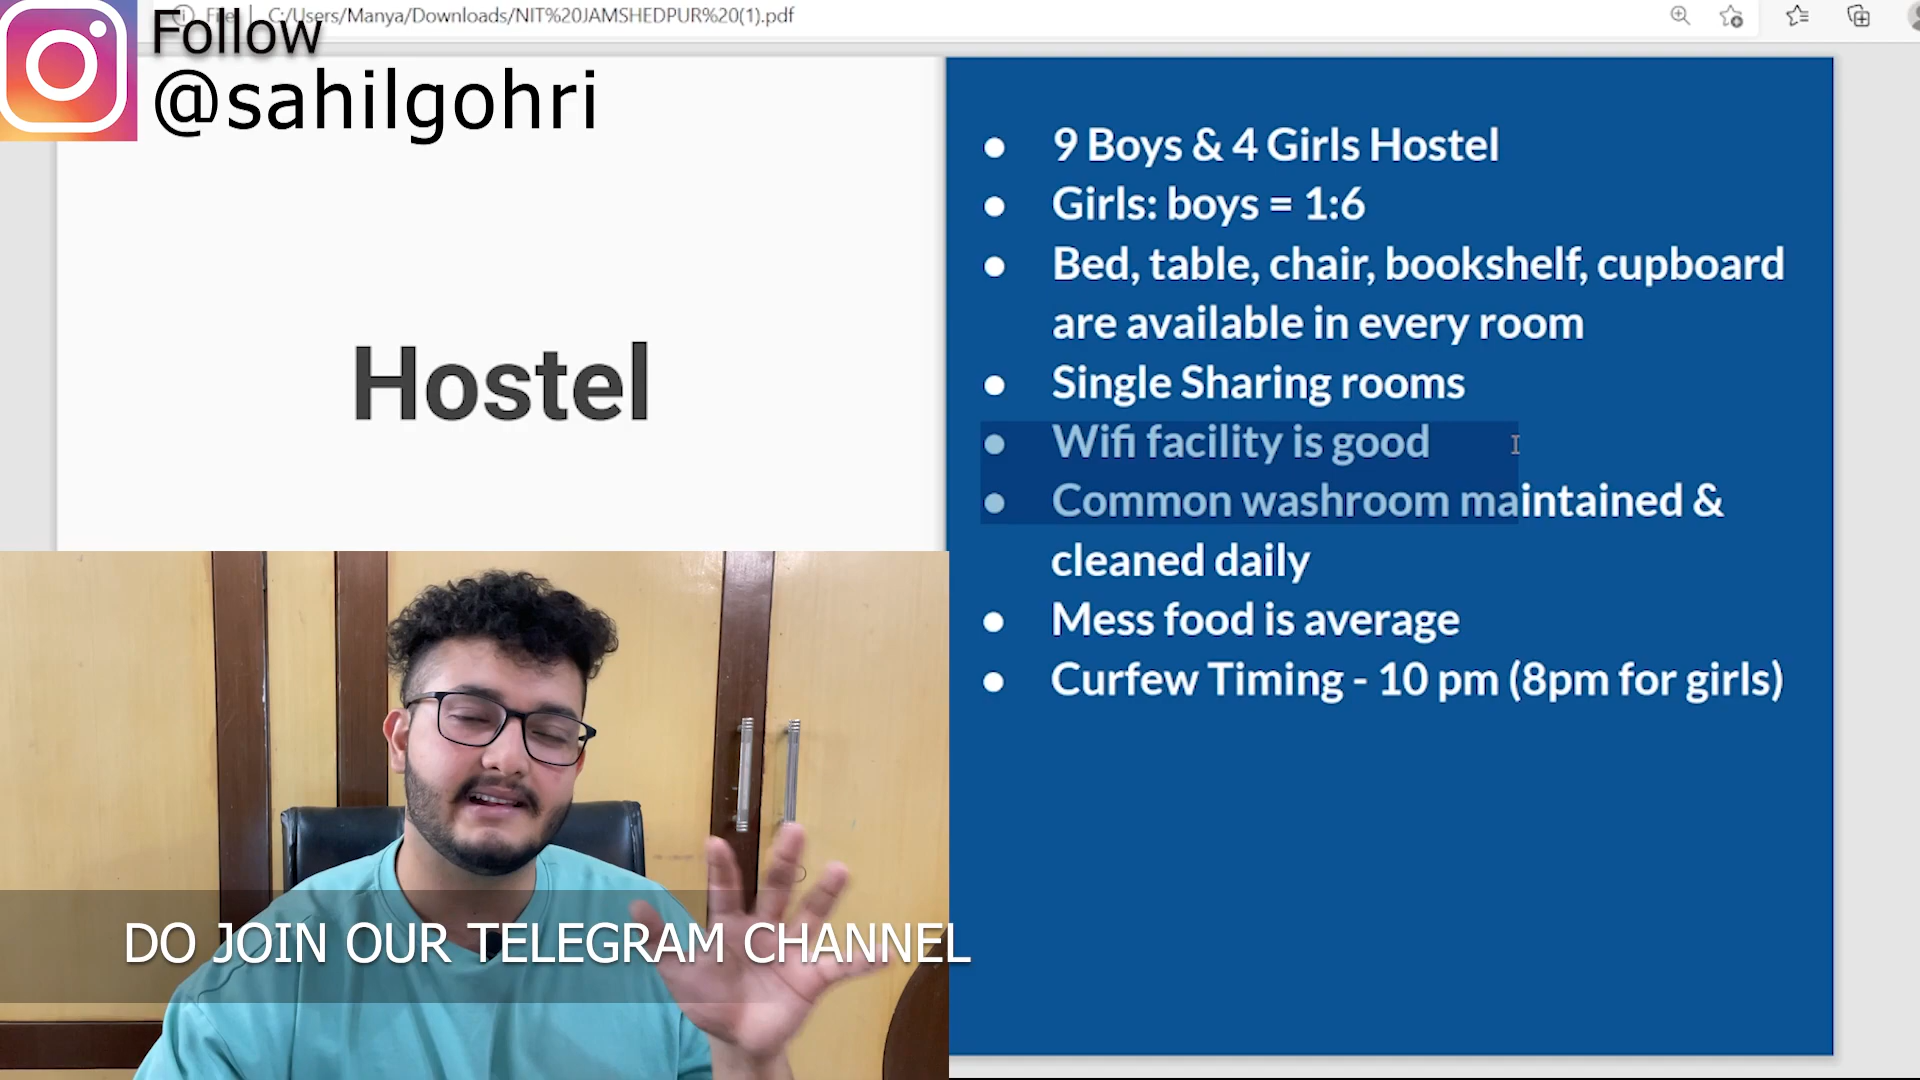 File | C:/Users/Manya/Downloads/NIT%20JAMSHEDPUR%20(1).pdf
Follow
@sahilgohri
Hostel
● 9 Boys & 4 Girls Hostel
● Girls: boys = 1:6
● Bed, table, chair, bookshelf, cupboard
are available in every room
● Single Sharing rooms
● Wifi facility is good
● Common washroom maintained &
cleaned daily
● Mess food is average
● Curfew Timing - 10 pm (8pm for girls)
DO JOIN OUR TELEGRAM CHANNEL